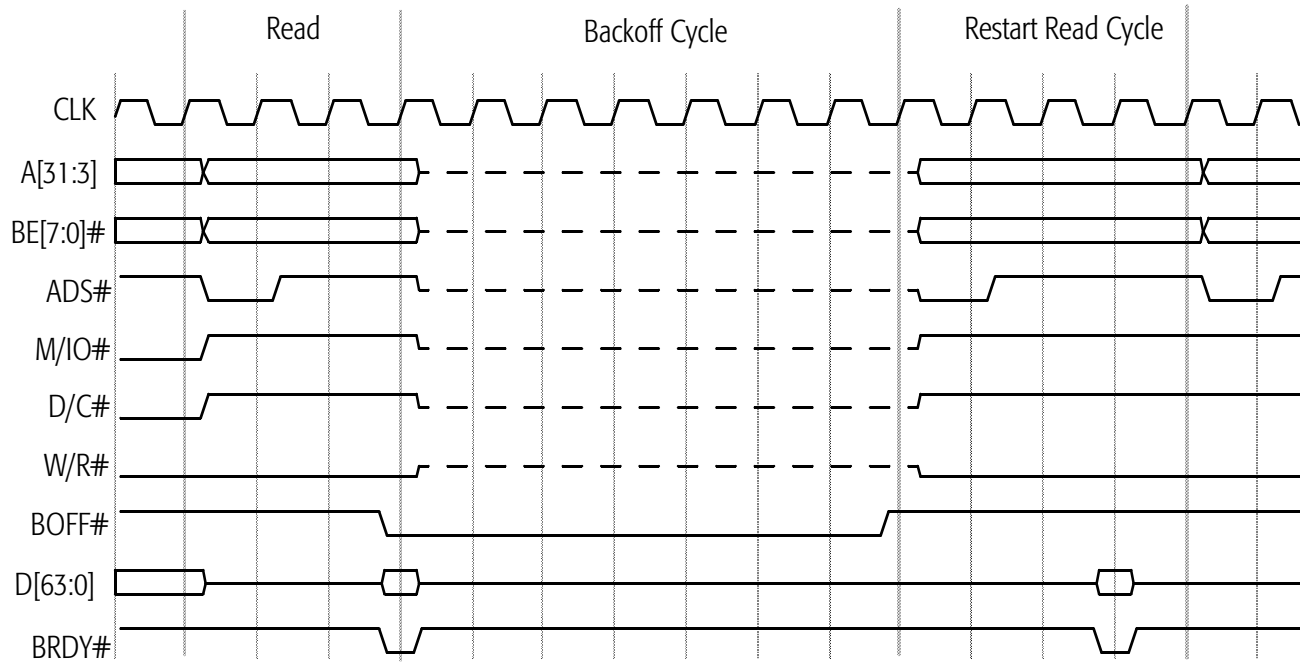 Read Backoff Cycle Restart Read Cycle
CLK
A[31:3]
BE[7:0]#
ADS#
M/IO#
D/C#
W/R#
BOFF#
D[63:0]
BRDY#